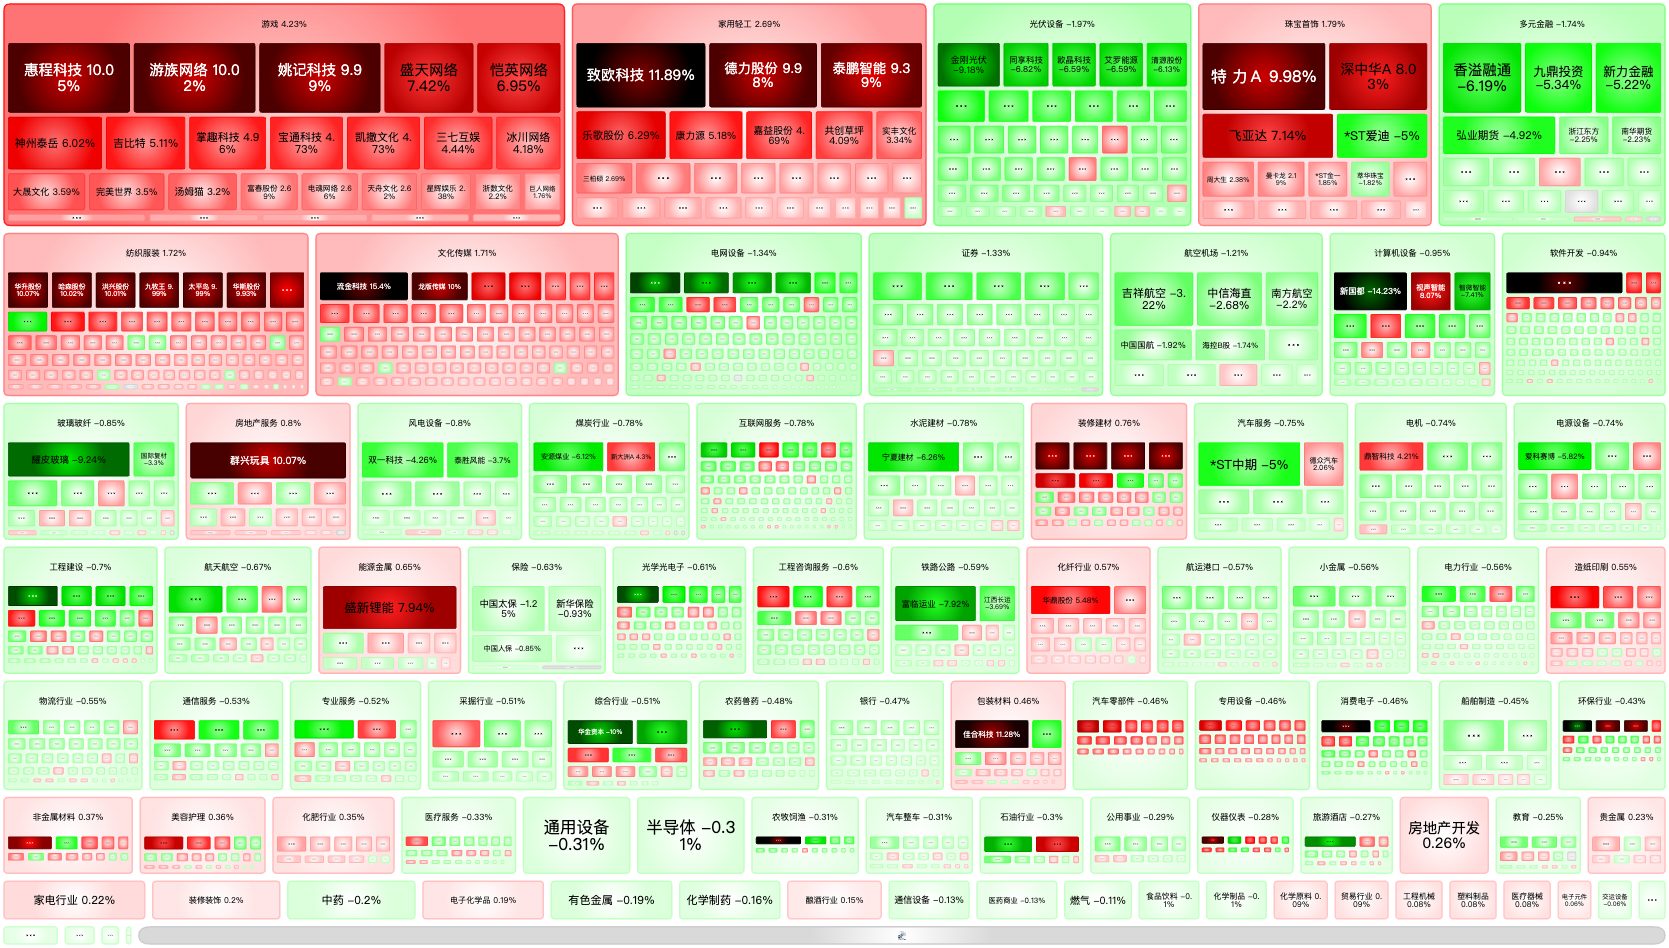 游戏 4.23%
惠程科技 10.0
5%
游族网络 10.0
2%
姚记科技 9.9
9%
盛天网络
7.42%
恺英网络
6.95%
神州泰岳 6.02%
吉比特 5.11%
掌趣科技 4.9
6%
宝通科技 4.
73%
凯撒文化 4.
73%
三七互娱
4.44%
冰川网络
4.18%
大晟文化 3.59%
完美世界 3.5%
汤姆猫 3.2%
富春股份 2.6
9%
电魂网络 2.6
6%
天舟文化 2.6
2%
星辉娱乐 2.
38%
浙数文化
2.2%
巨人网络
1.76%
家用轻工 2.69%
致欧科技 11.89%
德力股份 9.9
8%
泰鹏智能 9.3
9%
乐歌股份 6.29%
康力源 5.18%
嘉益股份 4.
69%
共创草坪
4.09%
实丰文化
3.34%
三柏硕 2.69%
光伏设备 −1.97%
金刚光伏
−9.18%
同享科技
−6.82%
欧晶科技
−6.59%
艾罗能源
−6.59%
清源股份
−6.13%
珠宝首饰 1.79%
特 力A 9.98%
深中华A 8.0
3%
飞亚达 7.14%
*ST爱迪 −5%
周大生 2.38%
曼卡龙 2.1
9%
*ST金一
1.85%
萃华珠宝
−1.82%
多元金融 −1.74%
香溢融通
−6.19%
九鼎投资
−5.34%
新力金融
−5.22%
弘业期货 −4.92%
浙江东方
−2.25%
南华期货
−2.23%
纺织服装 1.72%
华升股份
10.07%
哈森股份
10.02%
洪兴股份
10.01%
九牧王 9.
99%
太平鸟 9.
99%
华斯股份
9.93%
文化传媒 1.71%
流金科技 15.4%
龙版传媒 10%
电网设备 −1.34%
证券 −1.33%
航空机场 −1.21%
吉祥航空 −3.
22%
中信海直
−2.68%
南方航空
−2.2%
中国国航 −1.92%
海控B股 −1.74%
计算机设备 −0.95%
新国都 −14.23%
视声智能
8.07%
智微智能
−7.41%
软件开发 −0.94%
玻璃玻纤 −0.85%
耀皮玻璃 −9.24%
国际复材
−3.3%
房地产服务 0.8%
群兴玩具 10.07%
风电设备 −0.8%
双一科技 −4.26%
泰胜风能 −3.7%
煤炭行业 −0.78%
安源煤业 −6.12%
新大洲A 4.3%
互联网服务 −0.78%
水泥建材 −0.78%
宁夏建材 −6.26%
装修建材 0.76%
汽车服务 −0.75%
*ST中期 −5%
德众汽车
2.06%
电机 −0.74%
鼎智科技 4.21%
电源设备 −0.74%
爱科赛博 −5.82%
工程建设 −0.7%
航天航空 −0.67%
能源金属 0.65%
盛新锂能 7.94%
保险 −0.63%
中国太保 −1.2
5%
新华保险
−0.93%
中国人保 −0.85%
光学光电子 −0.61%
工程咨询服务 −0.6%
铁路公路 −0.59%
富临运业 −7.92%
江西长运
−3.69%
化纤行业 0.57%
华鼎股份 5.48%
航运港口 −0.57%
小金属 −0.56%
电力行业 −0.56%
造纸印刷 0.55%
物流行业 −0.55%
通信服务 −0.53%
专业服务 −0.52%
采掘行业 −0.51%
综合行业 −0.51%
华金资本 −10%
农药兽药 −0.48%
银行 −0.47%
包装材料 0.46%
佳合科技 11.28%
汽车零部件 −0.46%
专用设备 −0.46%
消费电子 −0.46%
船舶制造 −0.45%
环保行业 −0.43%
非金属材料 0.37%
美容护理 0.36%
化肥行业 0.35%
医疗服务 −0.33%
通用设备
−0.31%
半导体 −0.3
1%
农牧饲渔 −0.31%
汽车整车 −0.31%
石油行业 −0.3%
公用事业 −0.29%
仪器仪表 −0.28%
旅游酒店 −0.27%
房地产开发
0.26%
教育 −0.25%
贵金属 0.23%
家电行业 0.22%
装修装饰 0.2%
中药 −0.2%
电子化学品 0.19%
有色金属 −0.19%
化学制药 −0.16%
酿酒行业 0.15%
通信设备 −0.13%
医药商业 −0.13%
燃气 −0.11%
食品饮料 −0.
1%
化学制品 −0.
1%
化学原料 0.
09%
贸易行业 0.
09%
工程机械
0.08%
塑料制品
0.08%
医疗器械
0.08%
电子元件
0.06%
交运设备
−0.06%